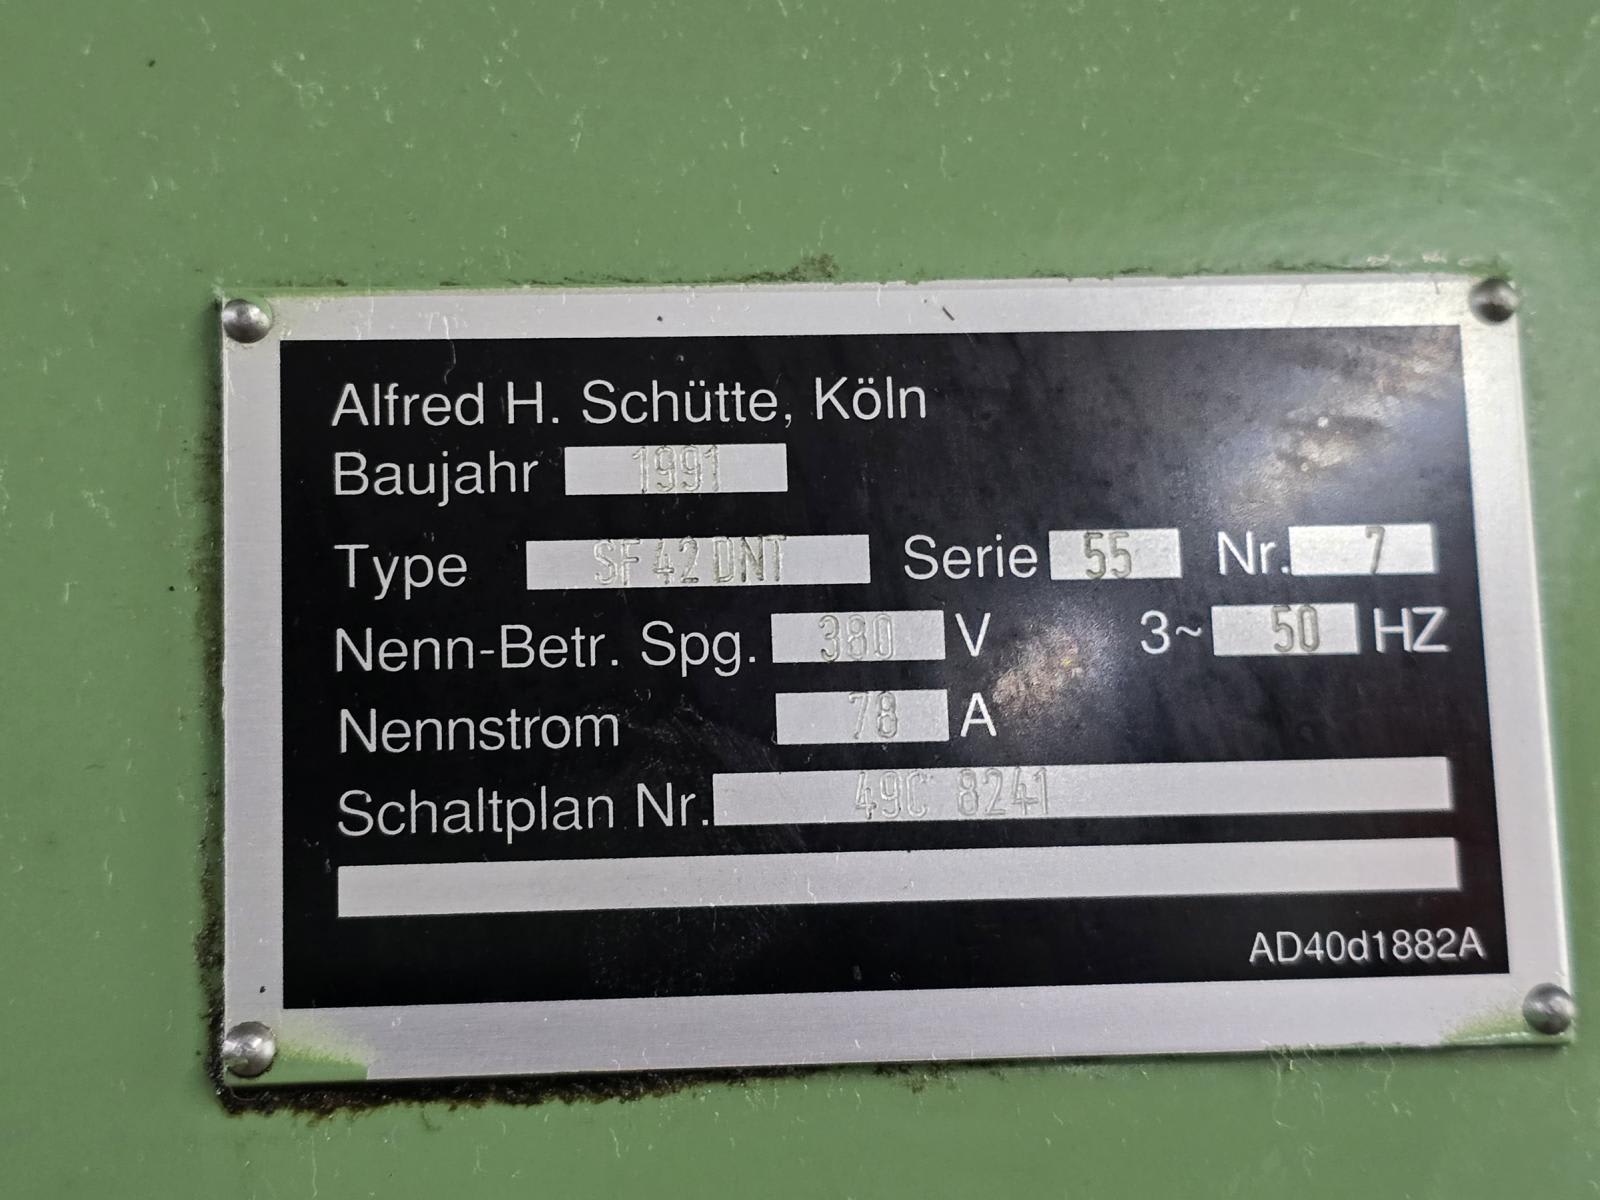 Alfred H. Schütte, Köln
Baujahr 1991
Type SF 42 DNT Serie 55 Nr. 7
Nenn-Betr. Spg. 380 V 3~ 50 HZ
Nennstrom 78 A
Schaltplan Nr. 49C 8241
AD40d1882A